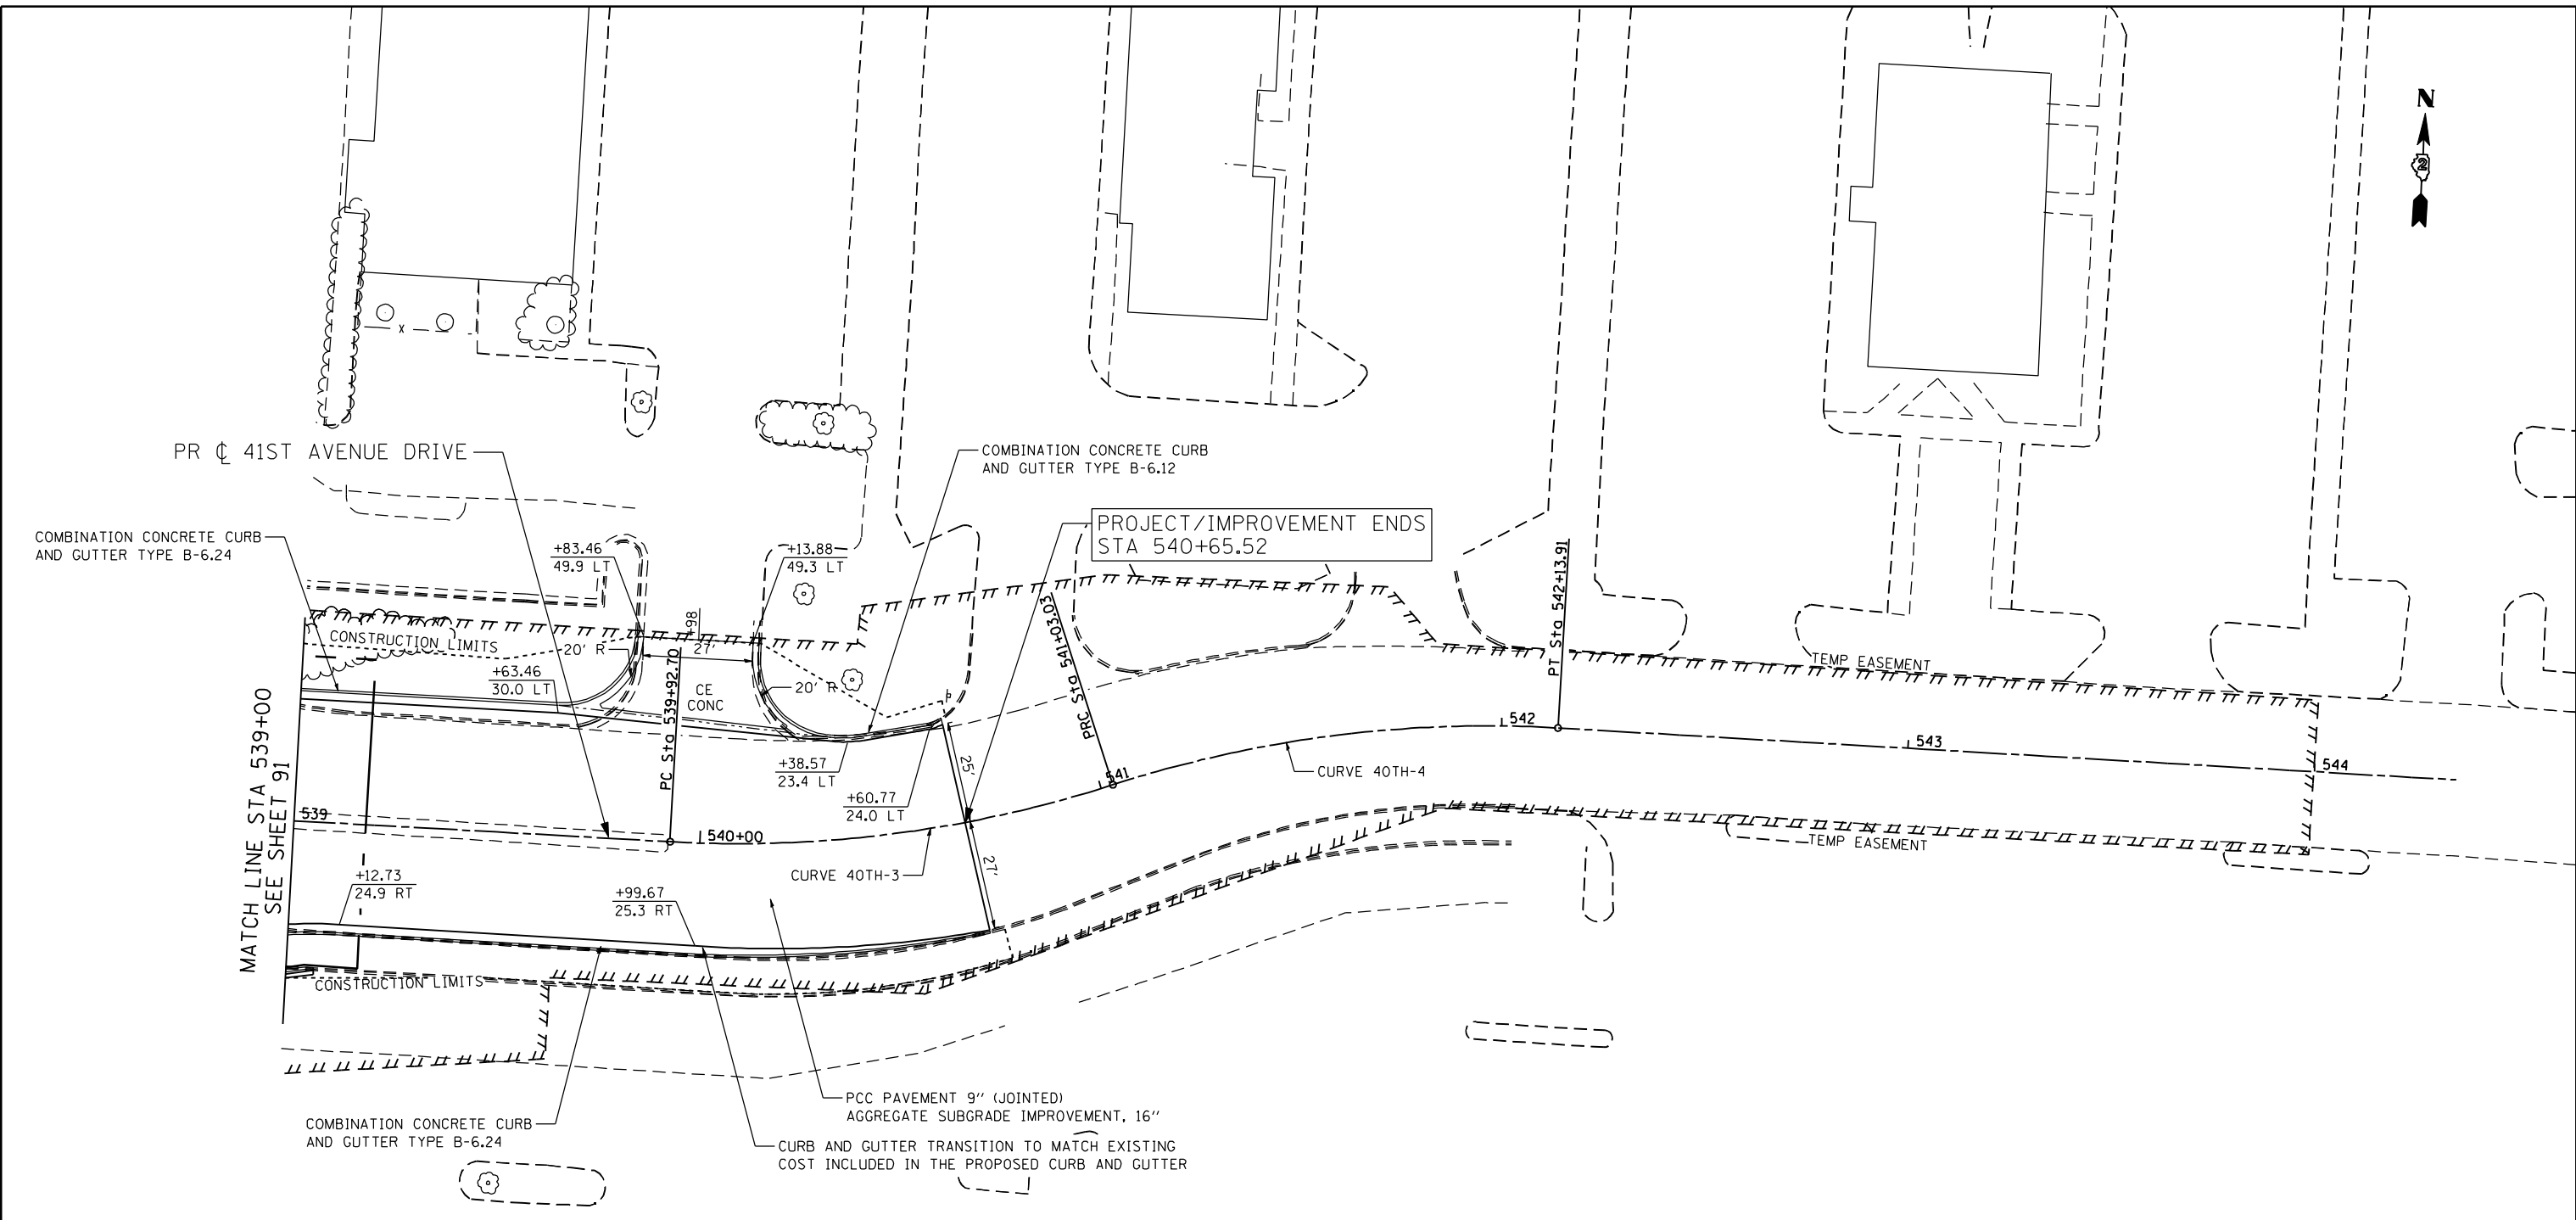 N
2
PR ℄ 41ST AVENUE DRIVE
COMBINATION CONCRETE CURB
AND GUTTER TYPE B-6.12
PROJECT/IMPROVEMENT ENDS
STA 540+65.52
COMBINATION CONCRETE CURB
AND GUTTER TYPE B-6.24
+83.46
49.9 LT
+13.88
49.3 LT
x
CONSTRUCTION LIMITS
20' R
+98
27'
+63.46
30.0 LT
CE
CONC
20' R
PC Sta 539+92.70
PRC Sta 541+03.03
PT Sta 542+13.91
TEMP EASEMENT
MATCH LINE STA 539+00
SEE SHEET 91
+38.57
23.4 LT
+60.77
24.0 LT
25'
27'
539
540+00
541
542
543
544
CURVE 40TH-4
CURVE 40TH-3
TEMP EASEMENT
+12.73
24.9 RT
+99.67
25.3 RT
CONSTRUCTION LIMITS
PCC PAVEMENT 9" (JOINTED)
AGGREGATE SUBGRADE IMPROVEMENT, 16"
COMBINATION CONCRETE CURB
AND GUTTER TYPE B-6.24
CURB AND GUTTER TRANSITION TO MATCH EXISTING
COST INCLUDED IN THE PROPOSED CURB AND GUTTER